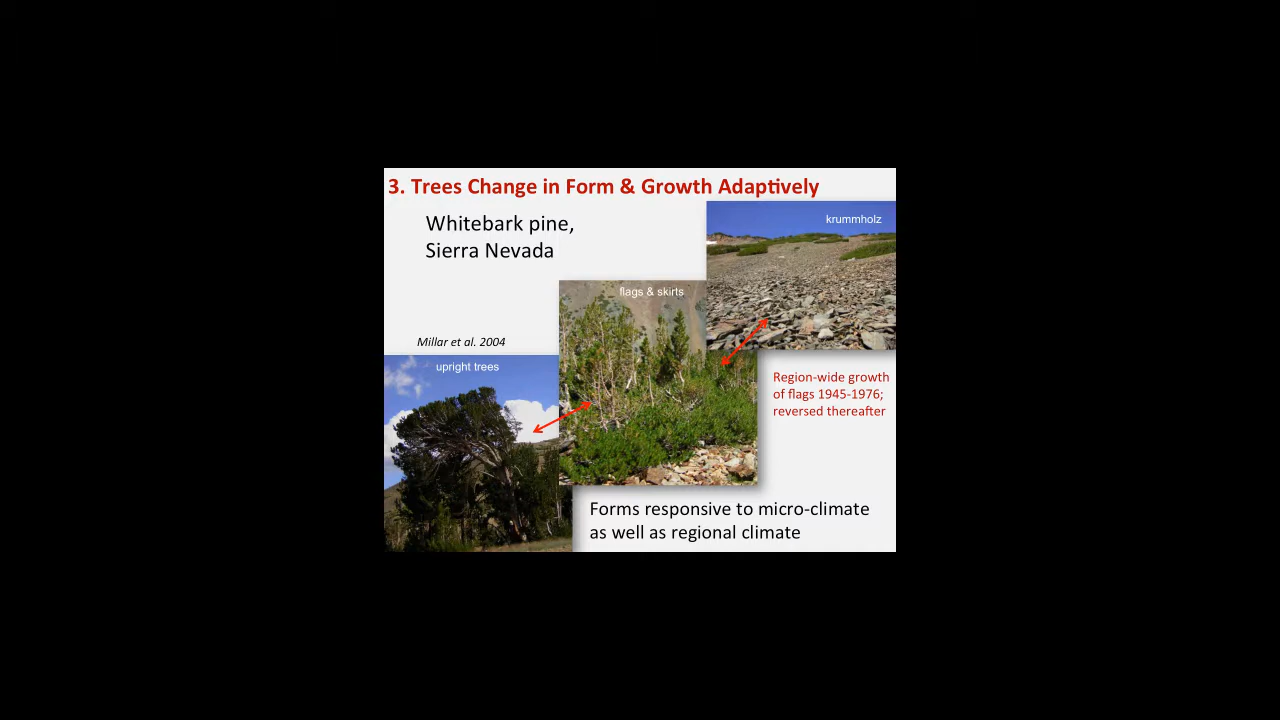 3. Trees Change in Form & Growth Adaptively
Whitebark pine,
Sierra Nevada
krummholz
flags & skirts
Millar et al. 2004
upright trees
Region-wide growth
of flags 1945-1976;
reversed thereafter
Forms responsive to micro-climate
as well as regional climate